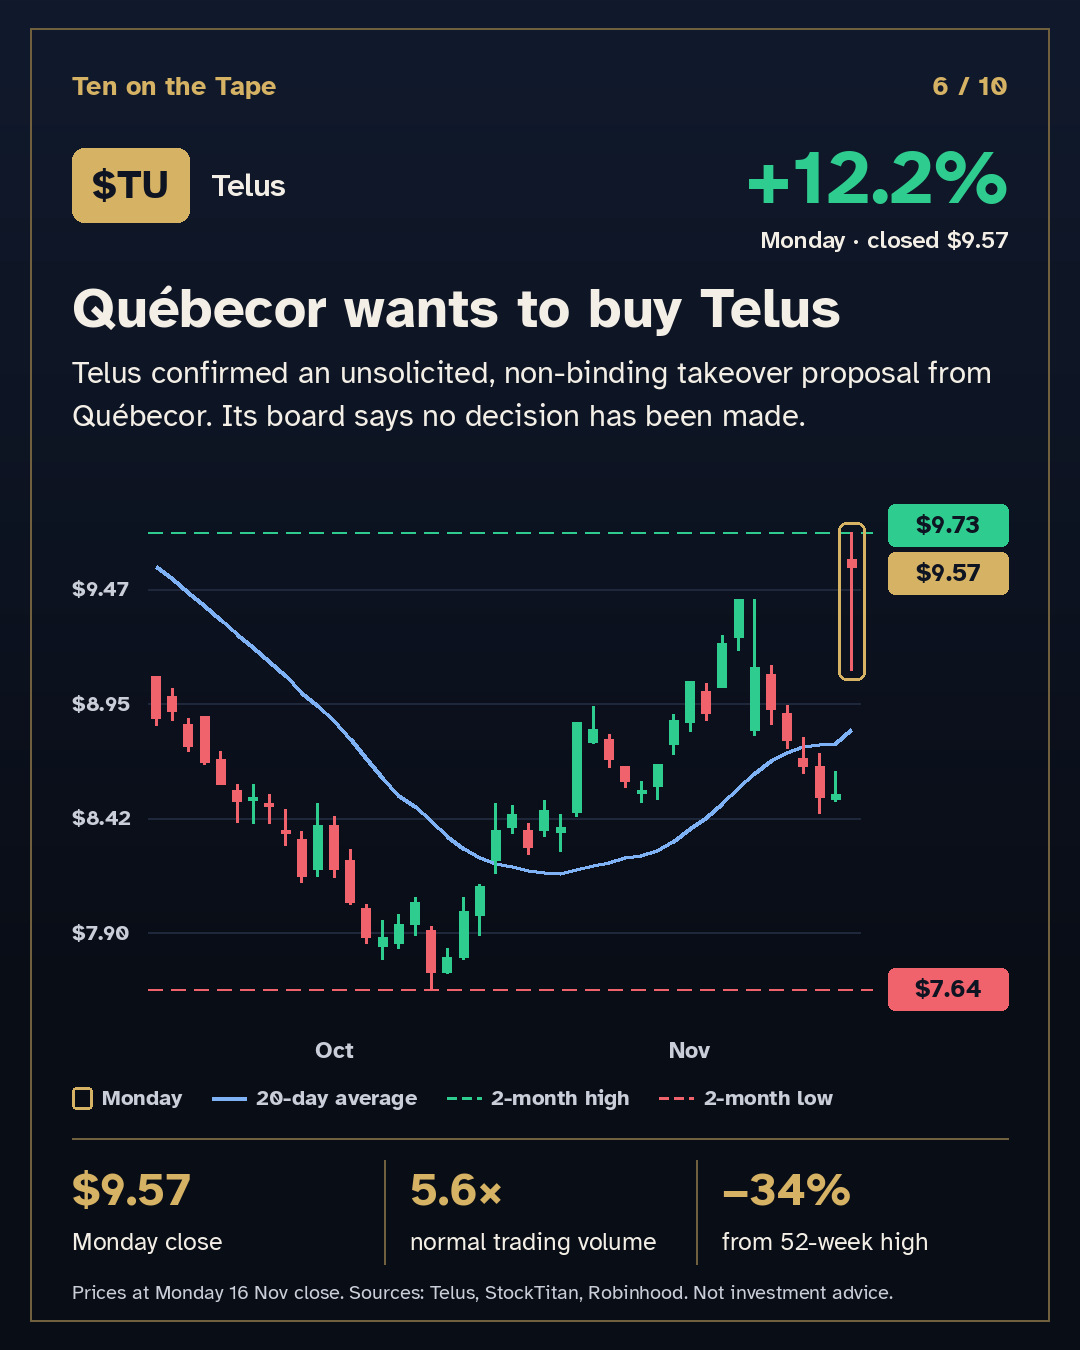 Ten on the Tape
6 / 10
$TU
Telus
+12.2%
Monday · closed $9.57
Québecor wants to buy Telus
Telus confirmed an unsolicited, non-binding takeover proposal from
Québecor. Its board says no decision has been made.
$9.73
$9.57
$9.47
$8.95
$8.42
$7.90
$7.64
Oct
Nov
Monday
20-day average
2-month high
2-month low
$9.57
Monday close
5.6×
normal trading volume
–34%
from 52-week high
Prices at Monday 16 Nov close. Sources: Telus, StockTitan, Robinhood. Not investment advice.